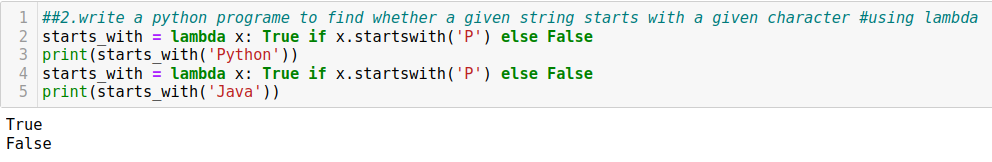 1 ##2.write a python programe to find whether a given string starts with a given character #using lambda
2 starts_with = lambda x: True if x.startswith('P') else False
3 print(starts_with('Python'))
4 starts_with = lambda x: True if x.startswith('P') else False
5 print(starts_with('Java'))
True
False